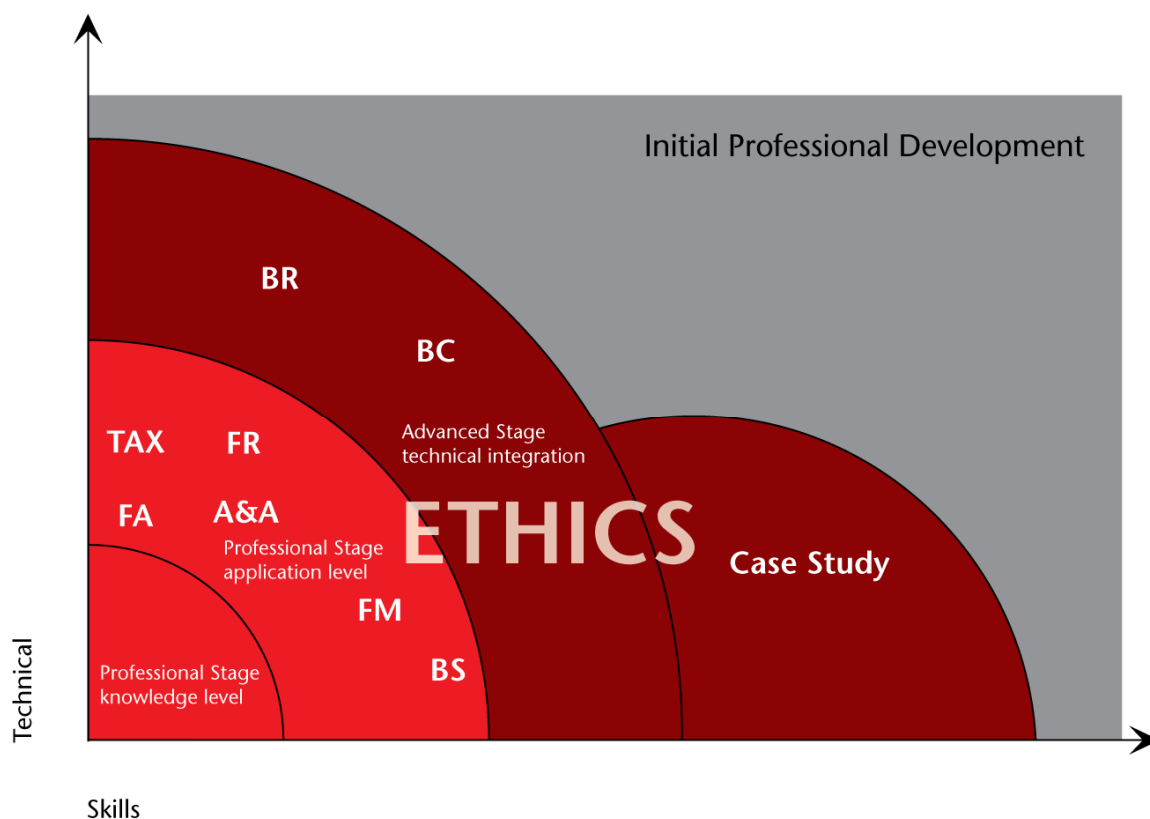 Initial Professional Development
BR
BC
Advanced Stage
technical integration
TAX
FR
FA
A&A
Professional Stage
application level
ETHICS
Case Study
FM
BS
Professional Stage
knowledge level
Technical
Skills